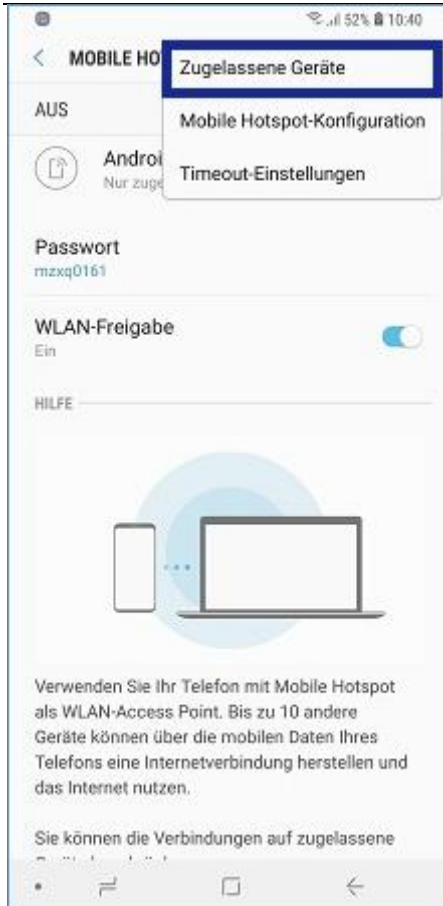 52% 10:40
MOBILE HO
Zugelassene Geräte
AUS
Mobile Hotspot-Konfiguration
Androi
Nur zuge
Timeout-Einstellungen
Passwort
mzxq0161
WLAN-Freigabe
Ein
HILFE
Verwenden Sie Ihr Telefon mit Mobile Hotspot
als WLAN-Access Point. Bis zu 10 andere
Geräte können über die mobilen Daten Ihres
Telefons eine Internetverbindung herstellen und
das Internet nutzen.
Sie können die Verbindungen auf zugelassene